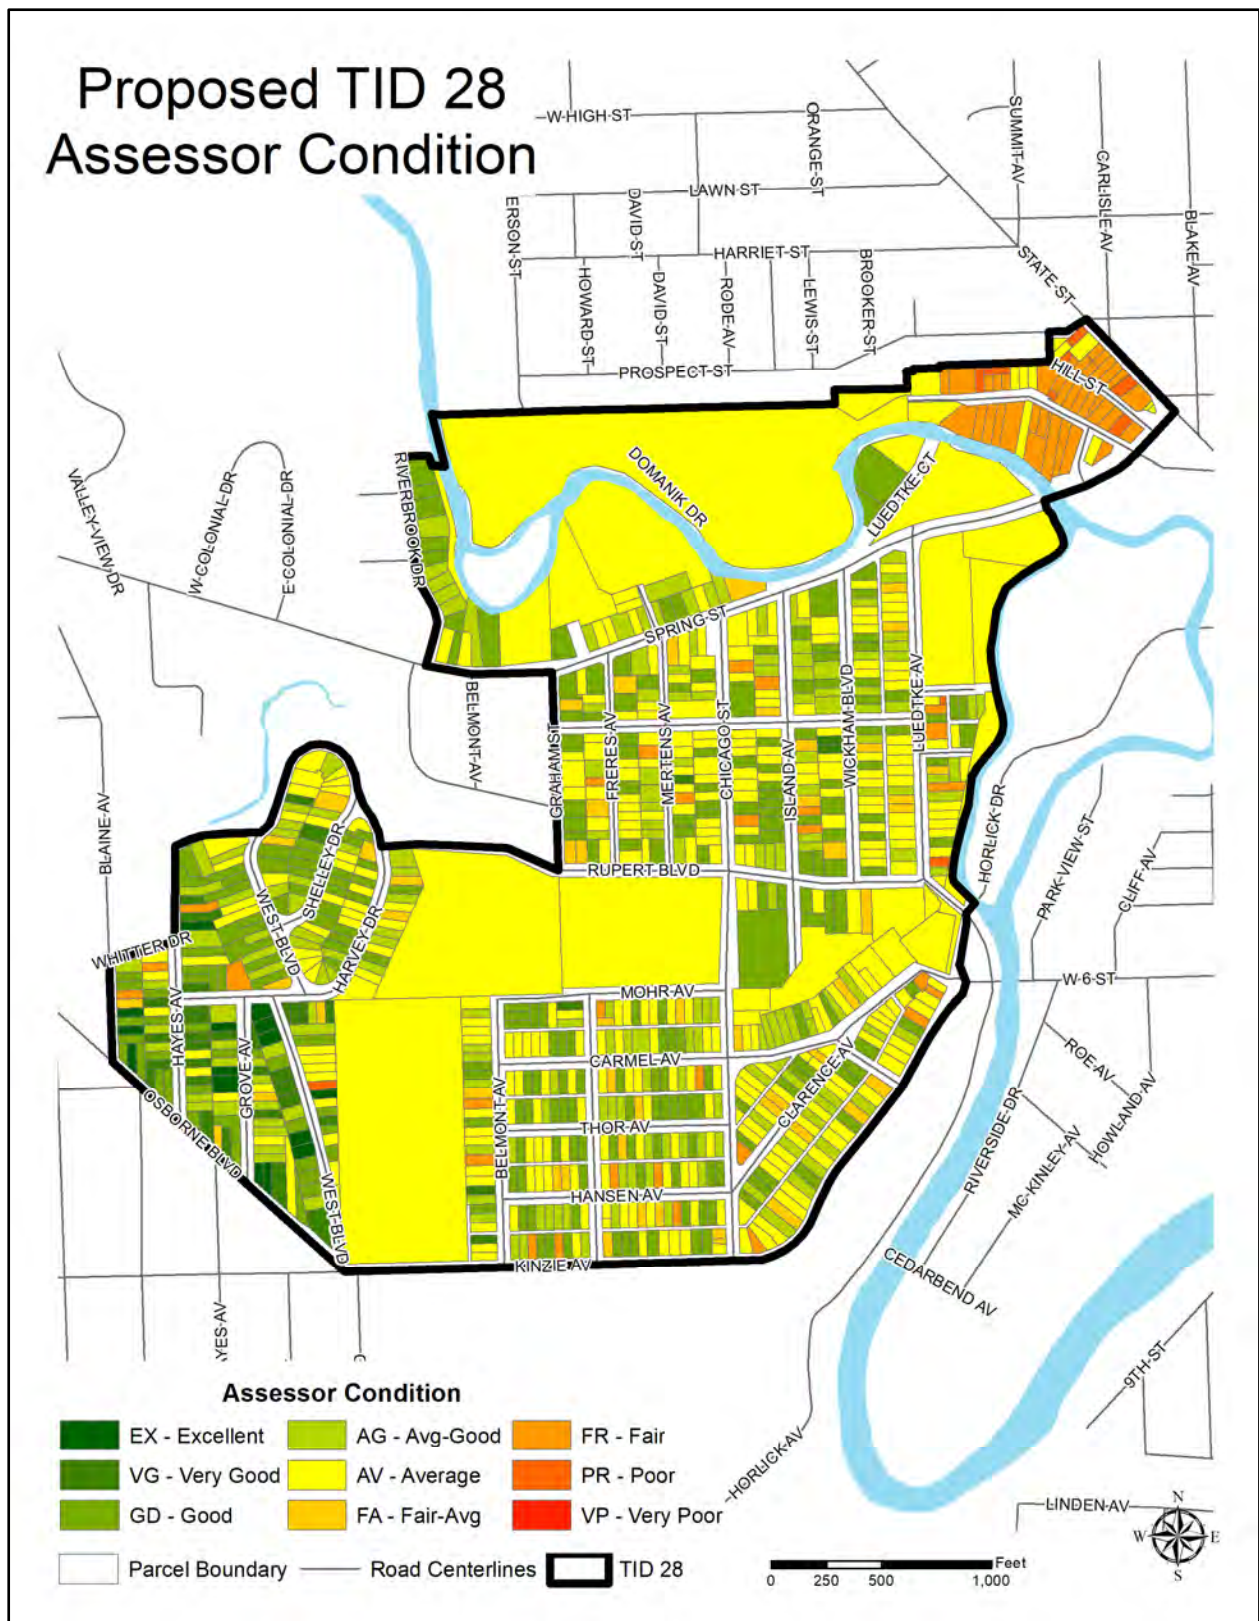 Proposed TID 28
Assessor Condition
W HIGH ST
ORANGE ST
SUMMIT AV
CARLISLE AV
BLAKE AV
LAWN ST
DAVID ST
ERSON ST
HARRIET ST
STATE ST
HOWARD ST
DAVID ST
RODE AV
LEWIS ST
BROOKER ST
PROSPECT ST
HILL ST
RIVERBROOK DR
DOMANIK DR
LUEDTKE CT
VALLEY VIEW DR
W COLONIAL DR
E COLONIAL DR
SPRING ST
BELMONT AV
GRAHAM ST
FRERES AV
MERTENS AV
CHICAGO ST
ISLAND AV
WICKHAM BLVD
LUEDTKE AV
BLAINE AV
HORLICK DR
PARK VIEW ST
CLIFF AV
SHELLEY DR
RUPERT BLVD
WEST BLVD
HARVEY DR
WHITTER DR
W 6 ST
MOHR AV
HAYES AV
GROVE AV
CARMEL AV
CLARENCE AV
ROE AV
HOWLAND AV
OSBORNE BLVD
BELMONT AV
THOR AV
RIVERSIDE DR
MC KINLEY AV
HANSEN AV
WEST BLVD
KINZIE AV
CEDARBEND AV
YES AV
9TH ST
HORLICK AV
LINDEN AV
Assessor Condition
EX - Excellent
AG - Avg-Good
FR - Fair
VG - Very Good
AV - Average
PR - Poor
GD - Good
FA - Fair-Avg
VP - Very Poor
Parcel Boundary
Road Centerlines
TID 28
Feet
0 250 500 1,000
N
W E
S